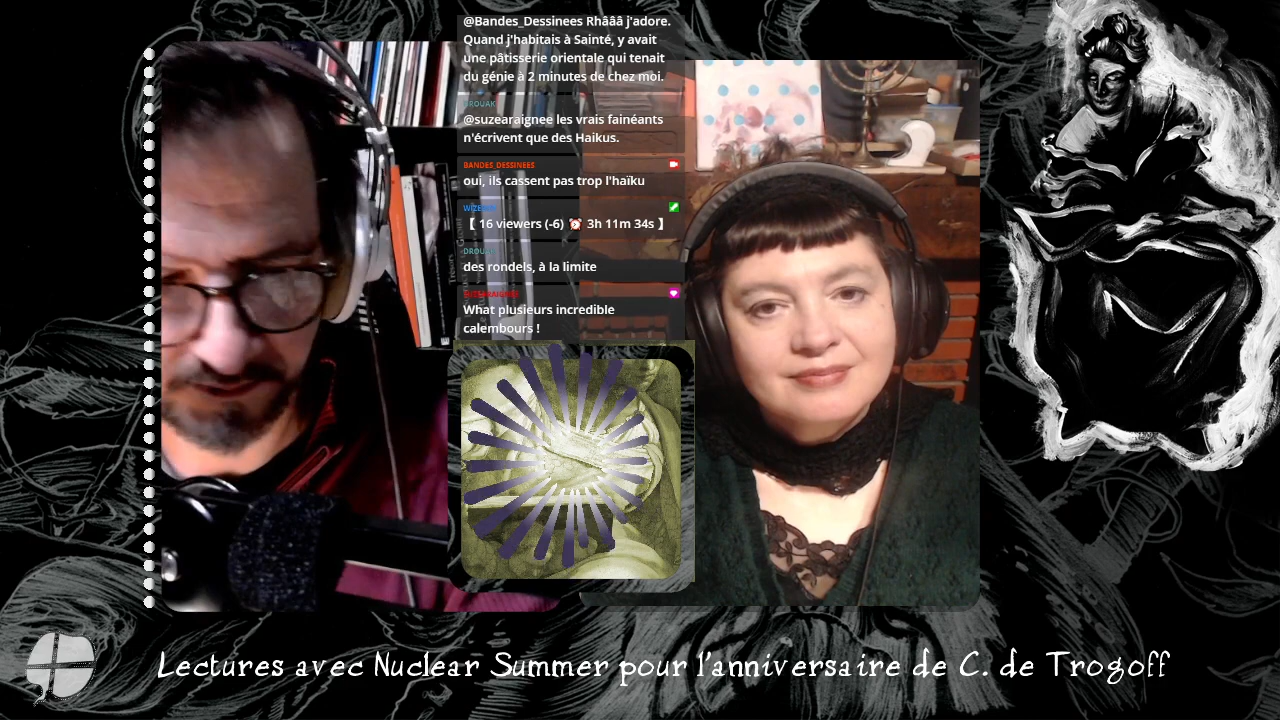 @Bandes_Dessinees Rhâââ j'adore.
Quand j'habitais à Sainté, y avait
une pâtisserie orientale qui tenait
du génie à 2 minutes de chez moi.
DROUAK
@suzearaignee les vrais fainéants
n'écrivent que des Haikus.
BANDES_DESSINEES
oui, ils cassent pas trop l'haïku
【 16 viewers (-6) ⏰ 3h 11m 34s 】
DROUAK
des rondels, à la limite
SUZEARAIGNEE
What plusieurs incredible
calembours !
Lectures avec Nuclear Summer pour l'anniversaire de C. de Trogoff